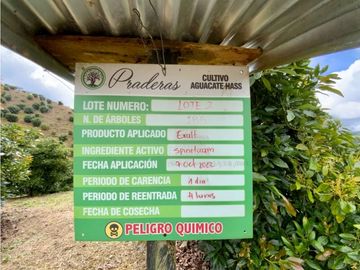 Praderas
CULTIVO
AGUACATE HASS
LOTE NUMERO: LOTE 2
N. DE ÁRBOLES
PRODUCTO APLICADO Exalt
INGREDIENTE ACTIVO Spinetoram
FECHA APLICACIÓN
PERIODO DE CARENCIA 1 dia
PERIODO DE REENTRADA 4 horas
FECHA DE COSECHA
PELIGRO QUIMICO